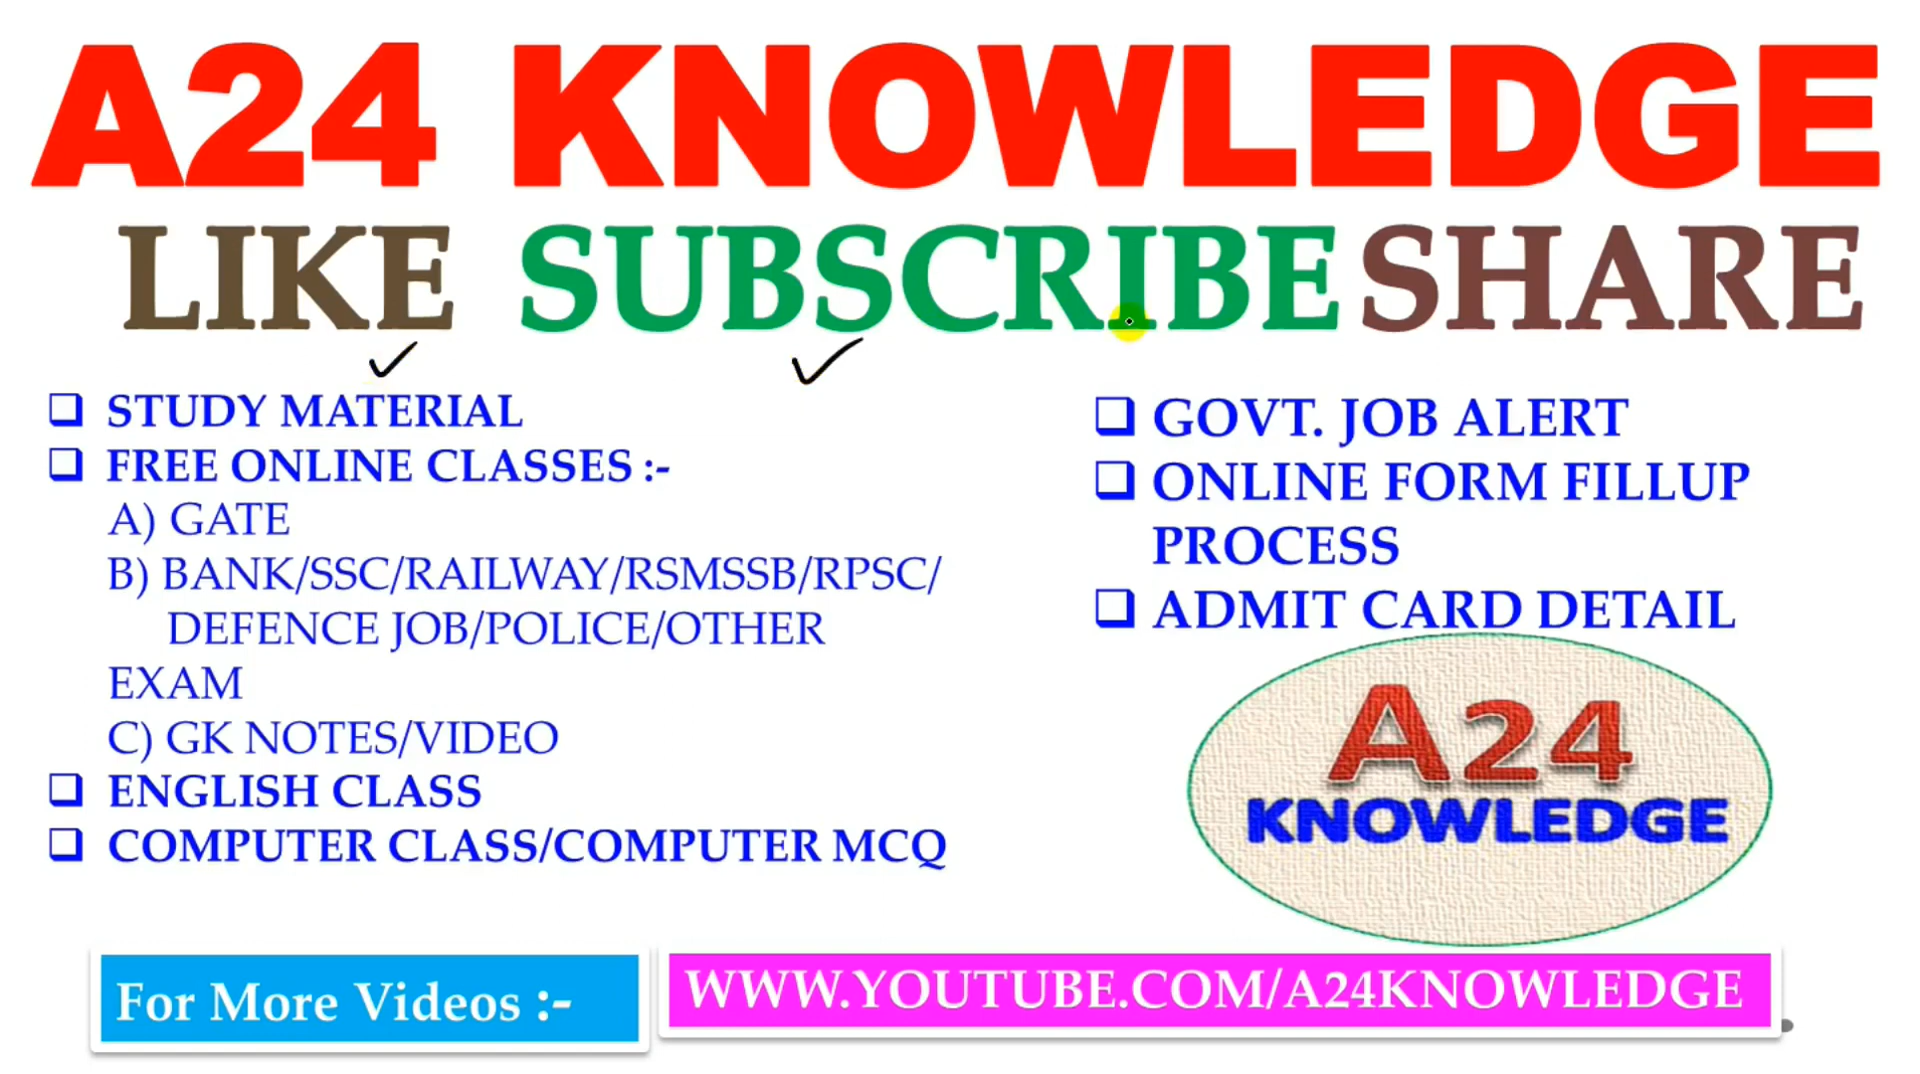 A24 KNOWLEDGE
LIKE SUBSCRIBE SHARE
STUDY MATERIAL
FREE ONLINE CLASSES :-
A) GATE
B) BANK/SSC/RAILWAY/RSMSSB/RPSC/
DEFENCE JOB/POLICE/OTHER
EXAM
C) GK NOTES/VIDEO
ENGLISH CLASS
COMPUTER CLASS/COMPUTER MCQ
GOVT. JOB ALERT
ONLINE FORM FILLUP
PROCESS
ADMIT CARD DETAIL
A24
KNOWLEDGE
For More Videos :-
WWW.YOUTUBE.COM/A24KNOWLEDGE